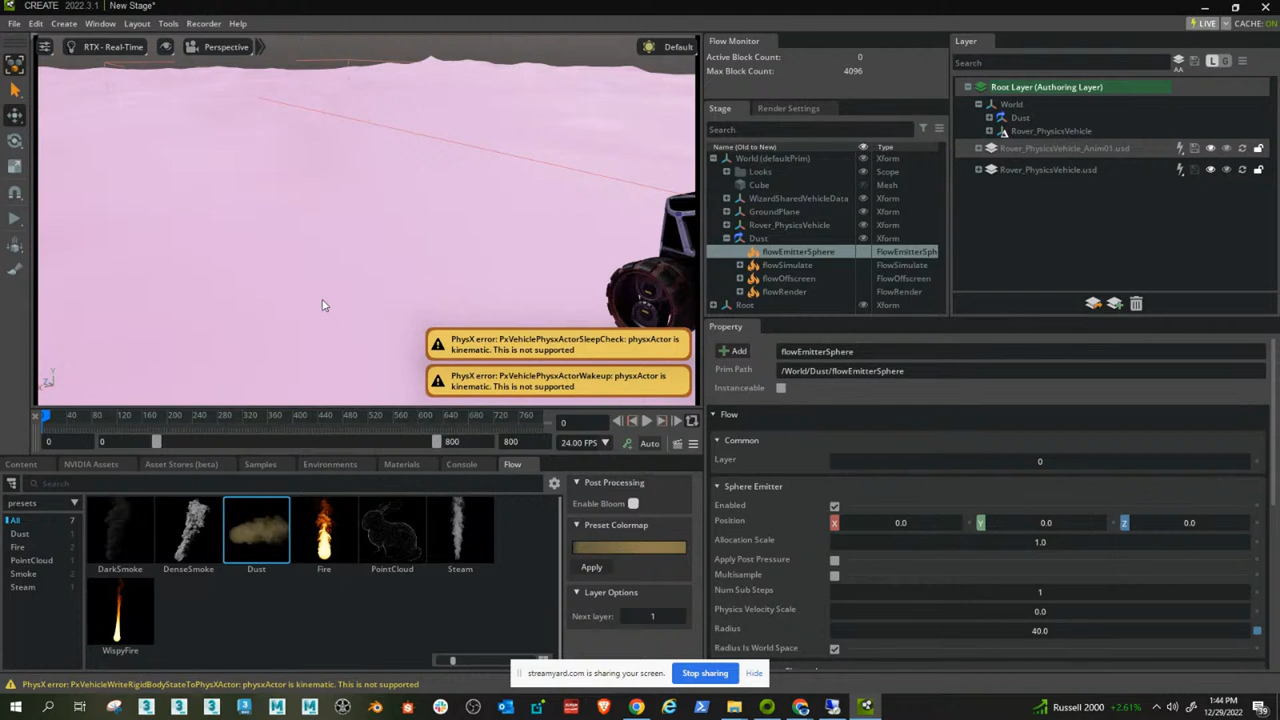 CREATE 2022.3.1 New Stage*
File Edit Create Window Layout Tools Recorder Help
LIVE CACHE: ON
RTX - Real-Time Perspective Default
Flow Monitor
Active Block Count: 0
Max Block Count: 4096
Stage Render Settings
Search
Name (Old to New) Type
World (defaultPrim) Xform
Looks Scope
Cube Mesh
WizardSharedVehicleData Xform
GroundPlane Xform
Rover_PhysicsVehicle Xform
Dust Xform
flowEmitterSphere FlowEmitterSph
flowSimulate FlowSimulate
flowOffscreen FlowOffscreen
flowRender FlowRender
Root Xform
Layer
Search
AA L G
Root Layer (Authoring Layer)
World
Dust
Rover_PhysicsVehicle
Rover_PhysicsVehicle_Anim01.usd
Rover_PhysicsVehicle.usd
PhysX error: PxVehiclePhysxActorSleepCheck: physxActor is
kinematic. This is not supported
PhysX error: PxVehiclePhysxActorWakeup: physxActor is
kinematic. This is not supported
Y
0 40 80 120 160 200 240 280 320 360 400 440 480 520 560 600 640 680 720 760 0
0 0 800 800 24.00 FPS Auto
Content NVIDIA Assets Asset Stores (beta) Samples Environments Materials Console Flow
Search
presets
All 7
Dust 1
Fire 2
PointCloud 1
Smoke 2
Steam 1
DarkSmoke DenseSmoke Dust Fire PointCloud Steam
WispyFire
Post Processing
Enable Bloom
Preset Colormap
Apply
Layer Options
Next layer: 1
Property
Add flowEmitterSphere
Prim Path /World/Dust/flowEmitterSphere
Instanceable
Flow
Common
Layer 0
Sphere Emitter
Enabled
Position X 0.0 Y 0.0 Z 0.0
Allocation Scale 1.0
Apply Post Pressure
Multisample
Num Sub Steps 1
Physics Velocity Scale 0.0
Radius 40.0
Radius Is World Space
streamyard.com is sharing your screen. Stop sharing Hide
PhysX error: PxVehicleWriteRigidBodyStateToPhysXActor: physxActor is kinematic. This is not supported
Russell 2000 +2.61%
1:44 PM
12/29/2022